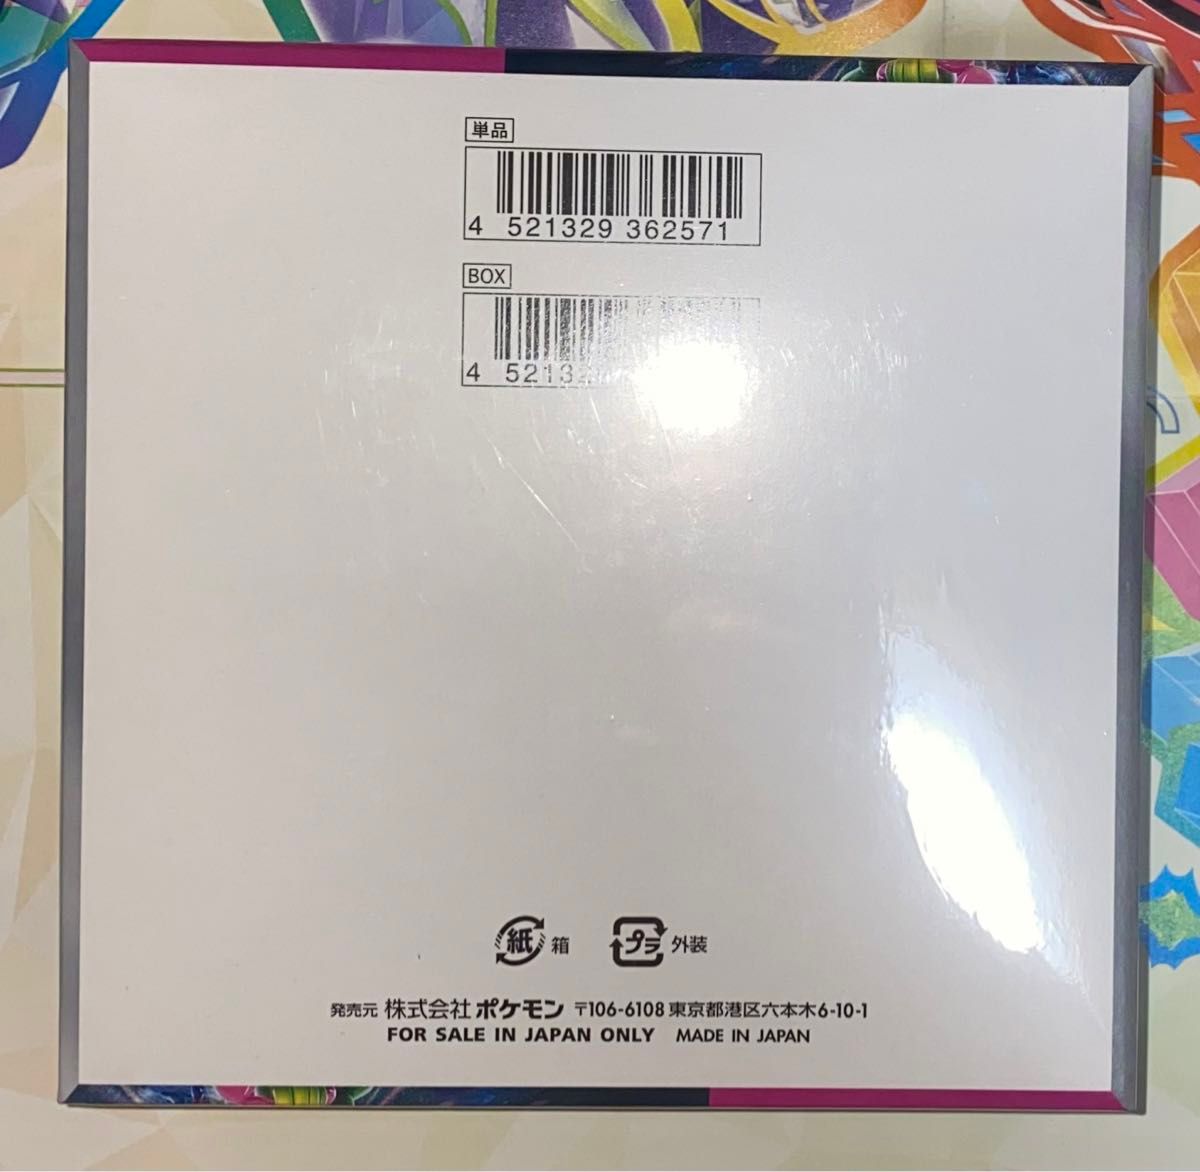 単品
4 521329 362571
BOX
4 52132
紙 箱 プラ 外装
発売元 株式会社ポケモン 〒106-6108 東京都港区六本木6-10-1
FOR SALE IN JAPAN ONLY MADE IN JAPAN